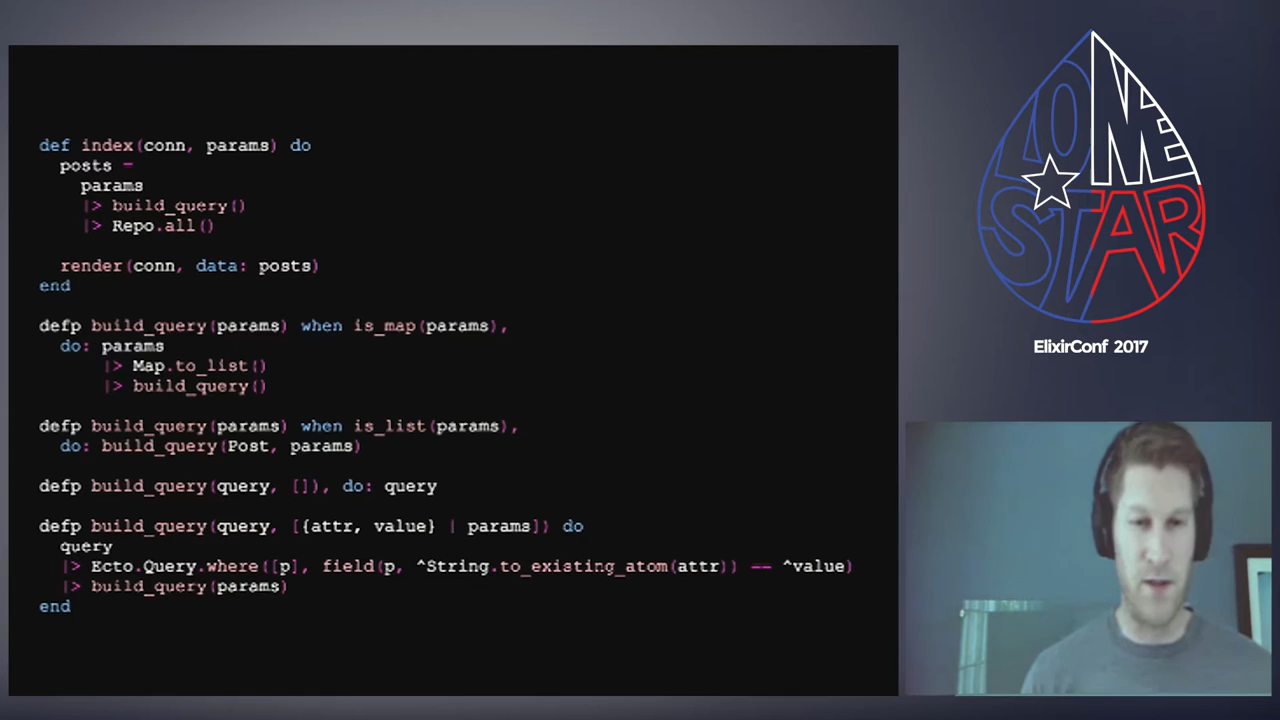 def index(conn, params) do
posts =
params
|> build_query()
|> Repo.all()
render(conn, data: posts)
end
defp build_query(params) when is_map(params),
do: params
|> Map.to_list()
|> build_query()
defp build_query(params) when is_list(params),
do: build_query(Post, params)
defp build_query(query, []), do: query
defp build_query(query, [{attr, value} | params]) do
query
|> Ecto.Query.where([p], field(p, ^String.to_existing_atom(attr)) == ^value)
|> build_query(params)
end
LONE
STAR
ElixirConf 2017